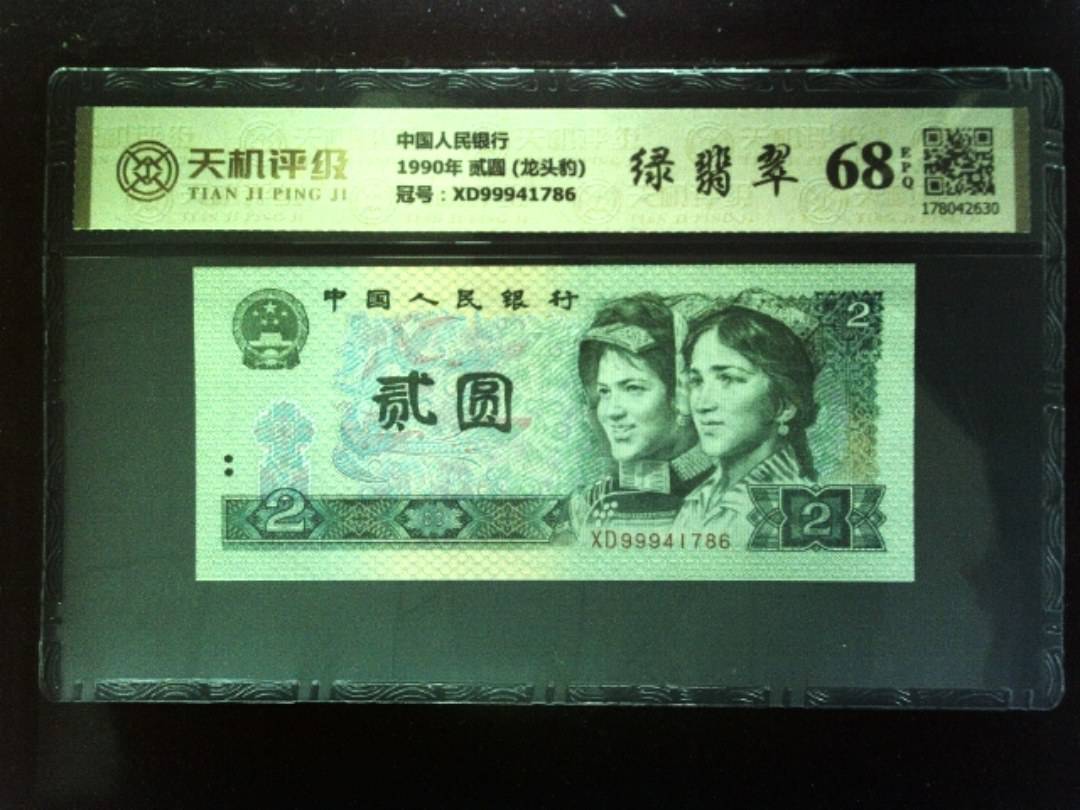 天机评级
TIAN JI PING JI
中国人民银行
1990年 贰圆 (龙头豹)
冠号：XD99941786
绿翡翠
68
EPQ
178042630
中国人民银行
2
贰圆
2
2
XD99941786